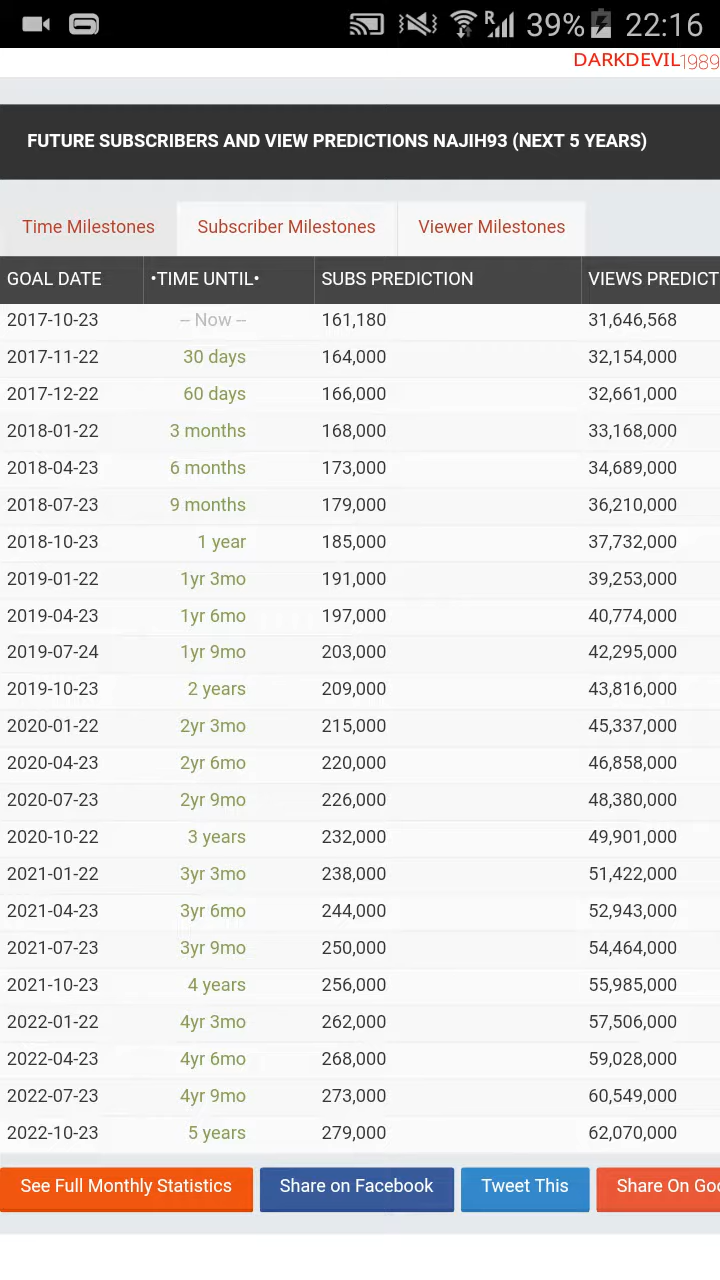 R 39% 22:16
DARKDEVIL1989
FUTURE SUBSCRIBERS AND VIEW PREDICTIONS NAJIH93 (NEXT 5 YEARS)
Time Milestones Subscriber Milestones Viewer Milestones
GOAL DATE •TIME UNTIL• SUBS PREDICTION VIEWS PREDICT
2017-10-23 -- Now -- 161,180 31,646,568
2017-11-22 30 days 164,000 32,154,000
2017-12-22 60 days 166,000 32,661,000
2018-01-22 3 months 168,000 33,168,000
2018-04-23 6 months 173,000 34,689,000
2018-07-23 9 months 179,000 36,210,000
2018-10-23 1 year 185,000 37,732,000
2019-01-22 1yr 3mo 191,000 39,253,000
2019-04-23 1yr 6mo 197,000 40,774,000
2019-07-24 1yr 9mo 203,000 42,295,000
2019-10-23 2 years 209,000 43,816,000
2020-01-22 2yr 3mo 215,000 45,337,000
2020-04-23 2yr 6mo 220,000 46,858,000
2020-07-23 2yr 9mo 226,000 48,380,000
2020-10-22 3 years 232,000 49,901,000
2021-01-22 3yr 3mo 238,000 51,422,000
2021-04-23 3yr 6mo 244,000 52,943,000
2021-07-23 3yr 9mo 250,000 54,464,000
2021-10-23 4 years 256,000 55,985,000
2022-01-22 4yr 3mo 262,000 57,506,000
2022-04-23 4yr 6mo 268,000 59,028,000
2022-07-23 4yr 9mo 273,000 60,549,000
2022-10-23 5 years 279,000 62,070,000
See Full Monthly Statistics Share on Facebook Tweet This Share On Goo